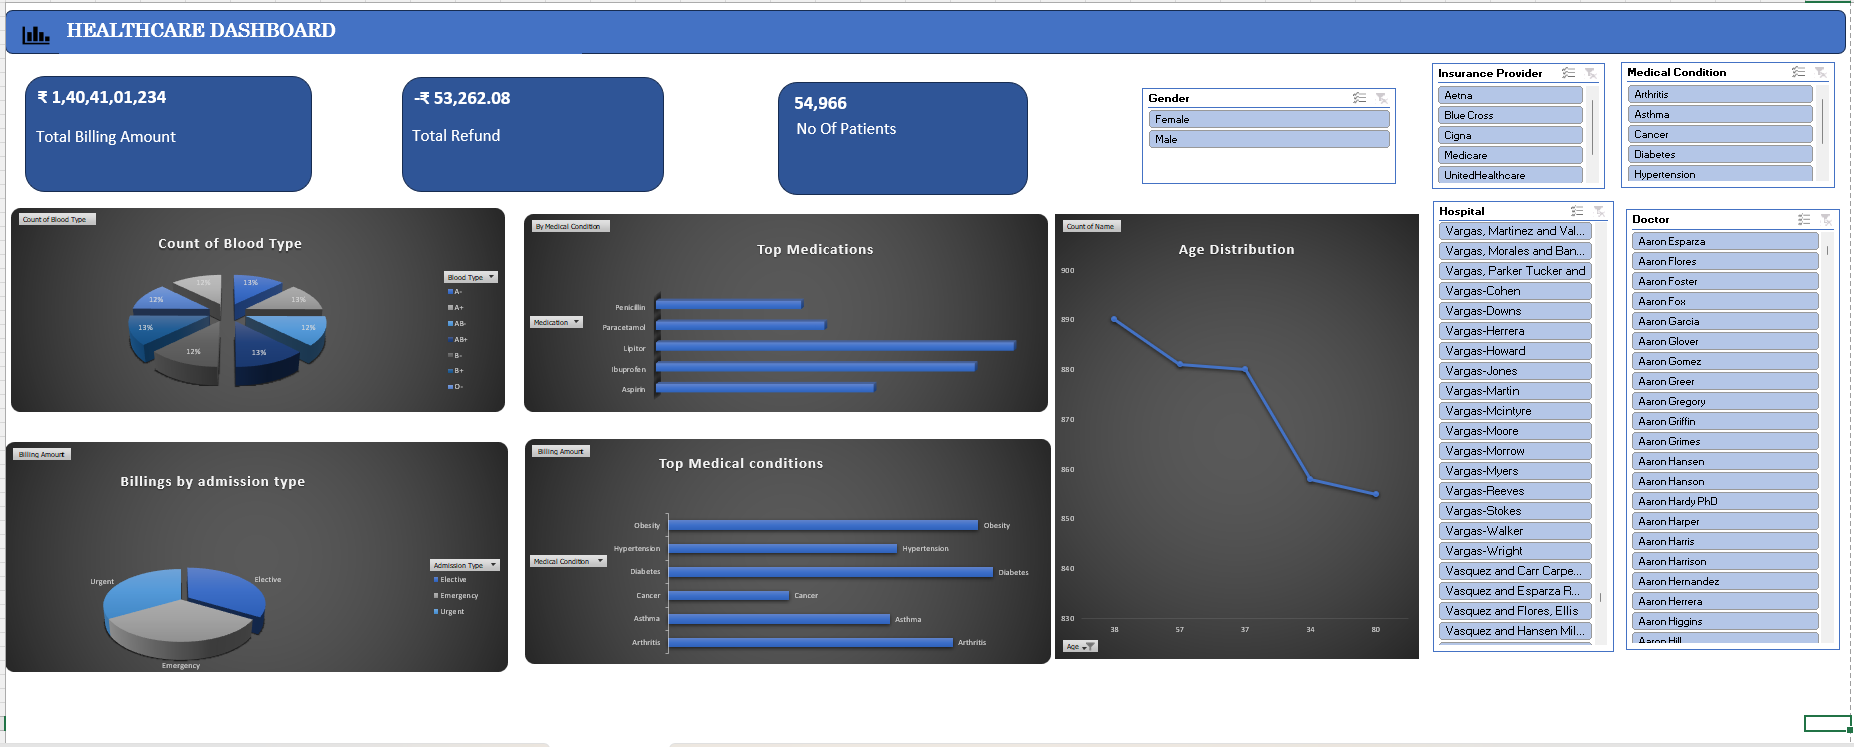 HEALTHCARE DASHBOARD
₹ 1,40,41,01,234
Total Billing Amount
-₹ 53,262.08
Total Refund
54,966
No Of Patients
Gender
Female
Male
Insurance Provider
Aetna
Blue Cross
Cigna
Medicare
UnitedHealthcare
Medical Condition
Arthritis
Asthma
Cancer
Diabetes
Hypertension
Count of Blood Type
Count of Blood Type
12%
13%
12%
13%
13%
12%
12%
13%
Blood Type
A-
A+
AB-
AB+
B-
B+
O-
By Medical Condition
Top Medications
Medication
Penicillin
Paracetamol
Lipitor
Ibuprofen
Aspirin
Count of Name
Age Distribution
900
890
880
870
860
850
840
830
38
57
37
34
80
Age
Hospital
Vargas, Martinez and Val...
Vargas, Morales and Ban...
Vargas, Parker Tucker and
Vargas-Cohen
Vargas-Downs
Vargas-Herrera
Vargas-Howard
Vargas-Jones
Vargas-Martin
Vargas-Mcintyre
Vargas-Moore
Vargas-Morrow
Vargas-Myers
Vargas-Reeves
Vargas-Stokes
Vargas-Walker
Vargas-Wright
Vasquez and Carr Carpe...
Vasquez and Esparza R...
Vasquez and Flores, Ellis
Vasquez and Hansen Mil...
Doctor
Aaron Esparza
Aaron Flores
Aaron Foster
Aaron Fox
Aaron Garcia
Aaron Glover
Aaron Gomez
Aaron Greer
Aaron Gregory
Aaron Griffin
Aaron Grimes
Aaron Hansen
Aaron Hanson
Aaron Hardy PhD
Aaron Harper
Aaron Harris
Aaron Harrison
Aaron Hernandez
Aaron Herrera
Aaron Higgins
Aaron Hill
Billing Amount
Billings by admission type
Urgent
Elective
Emergency
Admission Type
Elective
Emergency
Urgent
Billing Amount
Top Medical conditions
Medical Condition
Obesity
Obesity
Hypertension
Hypertension
Diabetes
Diabetes
Cancer
Cancer
Asthma
Asthma
Arthritis
Arthritis